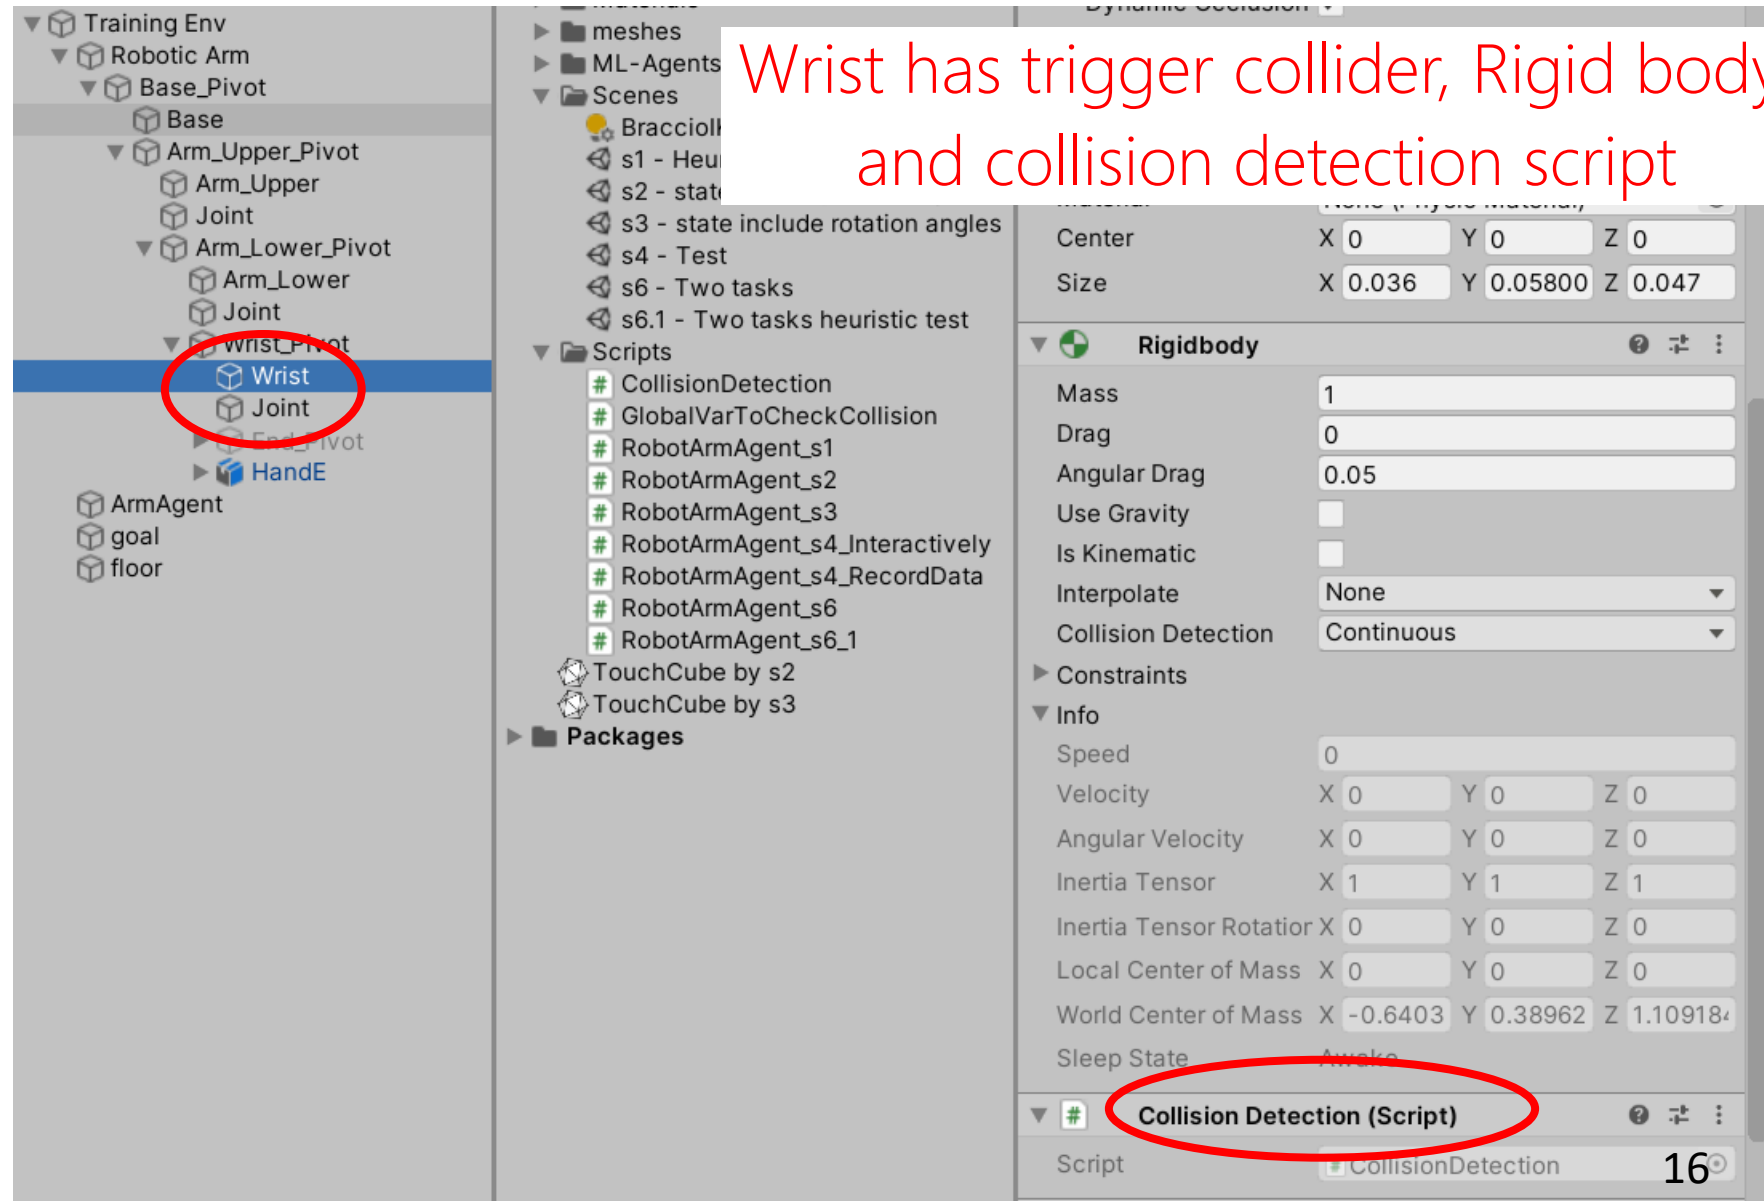 Training Env
Robotic Arm
Base_Pivot
Base
Arm_Upper_Pivot
Arm_Upper
Joint
Arm_Lower_Pivot
Arm_Lower
Joint
Wrist_Pivot
Wrist
Joint
End_Pivot
HandE
ArmAgent
goal
floor
meshes
ML-Agents
Scenes
s1 - Heu
s2 - stat
s3 - state include rotation angles
s4 - Test
s6 - Two tasks
s6.1 - Two tasks heuristic test
Scripts
# CollisionDetection
# GlobalVarToCheckCollision
# RobotArmAgent_s1
# RobotArmAgent_s2
# RobotArmAgent_s3
# RobotArmAgent_s4_Interactively
# RobotArmAgent_s4_RecordData
# RobotArmAgent_s6
# RobotArmAgent_s6_1
TouchCube by s2
TouchCube by s3
Packages
Wrist has trigger collider, Rigid body
and collision detection script
Center X 0 Y 0 Z 0
Size X 0.036 Y 0.05800 Z 0.047
Rigidbody
Mass 1
Drag 0
Angular Drag 0.05
Use Gravity
Is Kinematic
Interpolate None
Collision Detection Continuous
Constraints
Info
Speed 0
Velocity X 0 Y 0 Z 0
Angular Velocity X 0 Y 0 Z 0
Inertia Tensor X 1 Y 1 Z 1
Inertia Tensor Rotation X 0 Y 0 Z 0
Local Center of Mass X 0 Y 0 Z 0
World Center of Mass X -0.6403 Y 0.38962 Z 1.109184
Sleep State Awake
# Collision Detection (Script)
Script # CollisionDetection
16